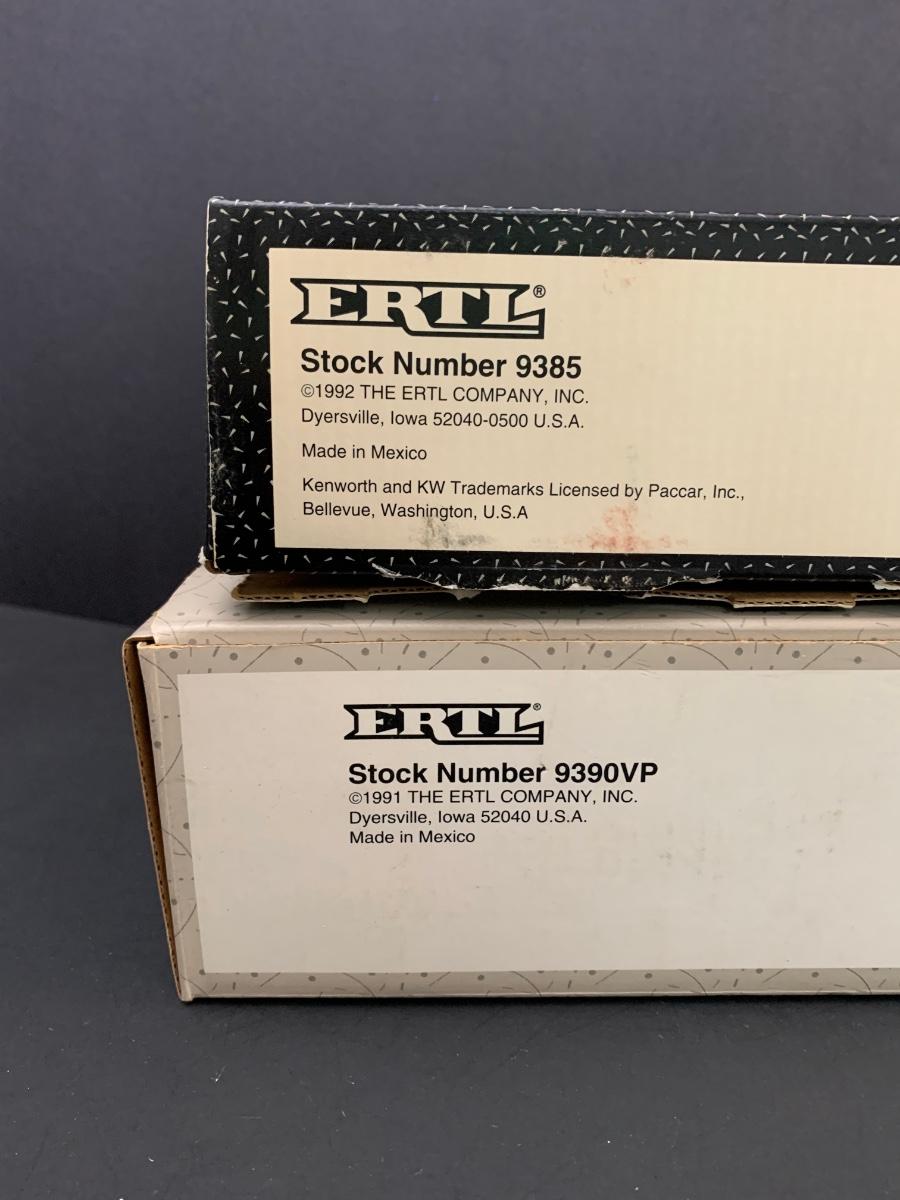 ERTL®
Stock Number 9385
©1992 THE ERTL COMPANY, INC.
Dyersville, Iowa 52040-0500 U.S.A.
Made in Mexico
Kenworth and KW Trademarks Licensed by Paccar, Inc.,
Bellevue, Washington, U.S.A
ERTL®
Stock Number 9390VP
©1991 THE ERTL COMPANY, INC.
Dyersville, Iowa 52040 U.S.A.
Made in Mexico